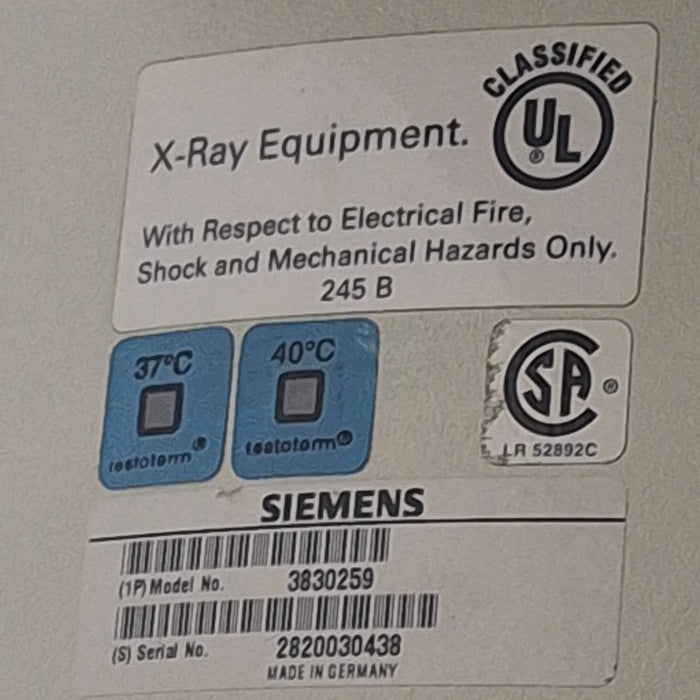 CLASSIFIED
UL®
X-Ray Equipment.
With Respect to Electrical Fire,
Shock and Mechanical Hazards Only.
245 B
37°C
testoterm®
40°C
testoterm®
SA ®
LR 52892C
SIEMENS
(1P) Model No. 3830259
(S) Serial No. 2820030438
MADE IN GERMANY